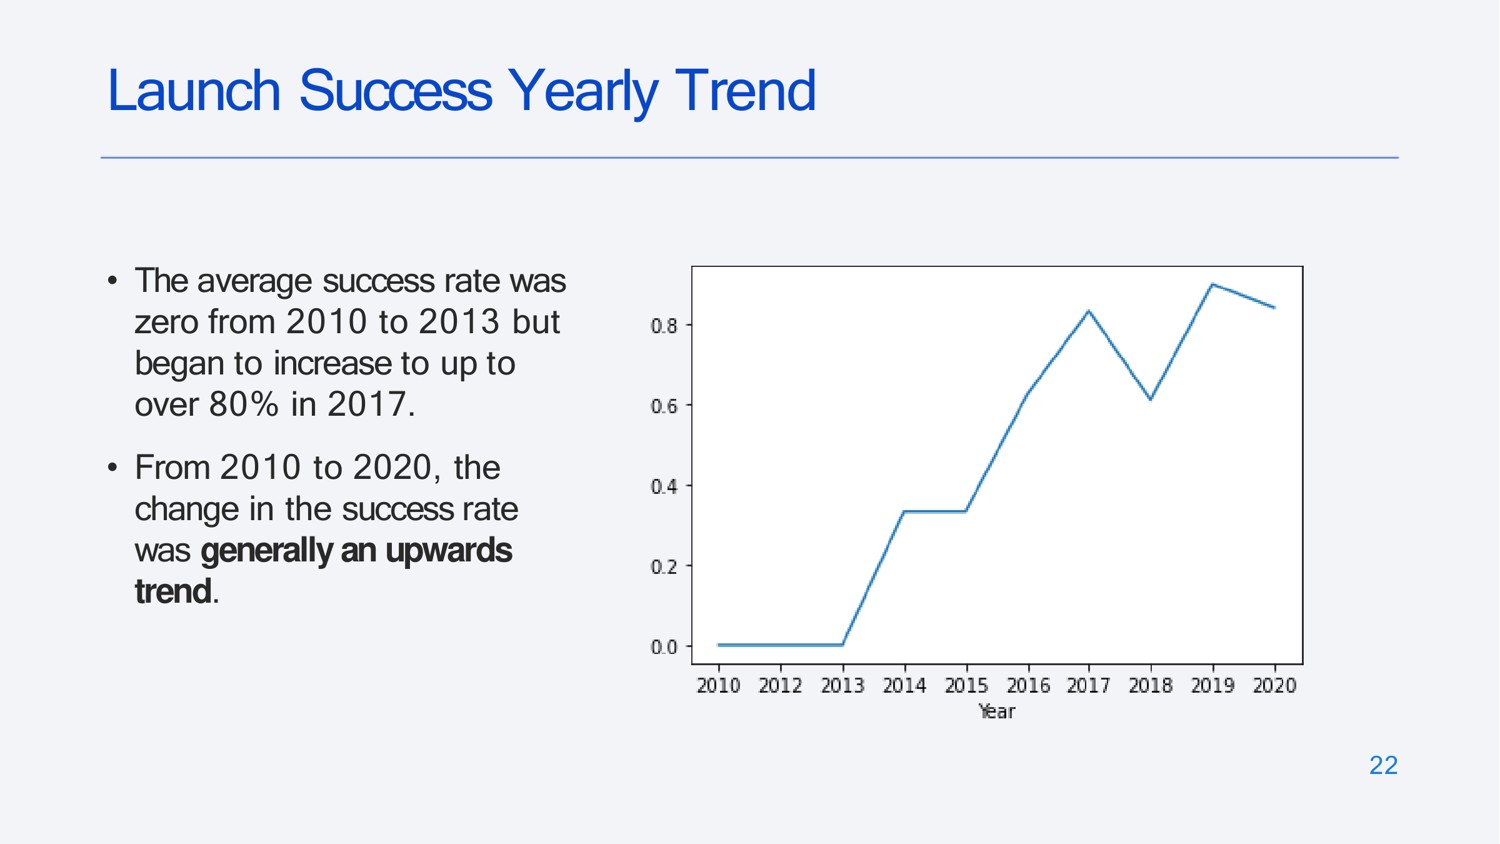 Launch Success Yearly Trend
• The average success rate was
zero from 2010 to 2013 but
began to increase to up to
over 80% in 2017.
• From 2010 to 2020, the
change in the success rate
was generally an upwards
trend.
0.8
0.6
0.4
0.2
0.0
2010 2012 2013 2014 2015 2016 2017 2018 2019 2020
Year
22